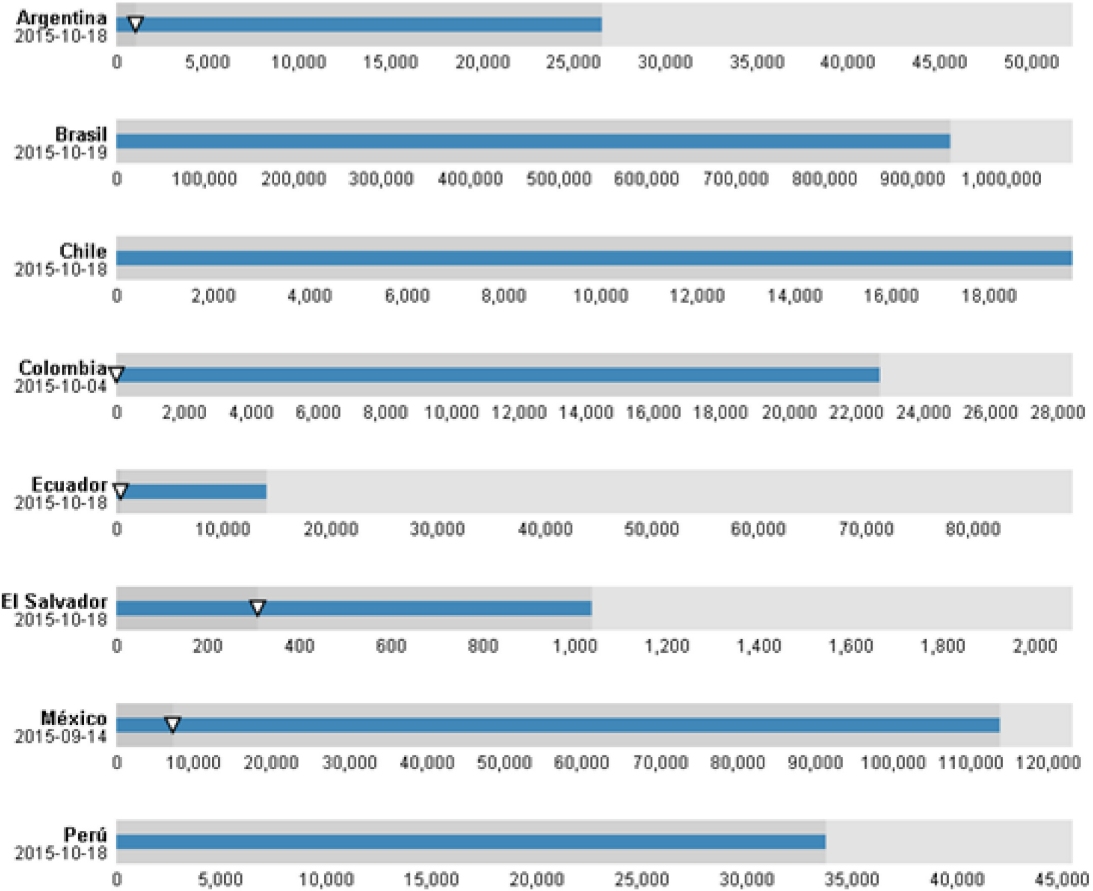 Argentina
2015-10-18
0 5,000 10,000 15,000 20,000 25,000 30,000 35,000 40,000 45,000 50,000
Brasil
2015-10-19
0 100,000 200,000 300,000 400,000 500,000 600,000 700,000 800,000 900,000 1,000,000
Chile
2015-10-18
0 2,000 4,000 6,000 8,000 10,000 12,000 14,000 16,000 18,000
Colombia
2015-10-04
0 2,000 4,000 6,000 8,000 10,000 12,000 14,000 16,000 18,000 20,000 22,000 24,000 26,000 28,000
Ecuador
2015-10-18
0 10,000 20,000 30,000 40,000 50,000 60,000 70,000 80,000
El Salvador
2015-10-18
0 200 400 600 800 1,000 1,200 1,400 1,600 1,800 2,000
México
2015-09-14
0 10,000 20,000 30,000 40,000 50,000 60,000 70,000 80,000 90,000 100,000 110,000 120,000
Perú
2015-10-18
0 5,000 10,000 15,000 20,000 25,000 30,000 35,000 40,000 45,000